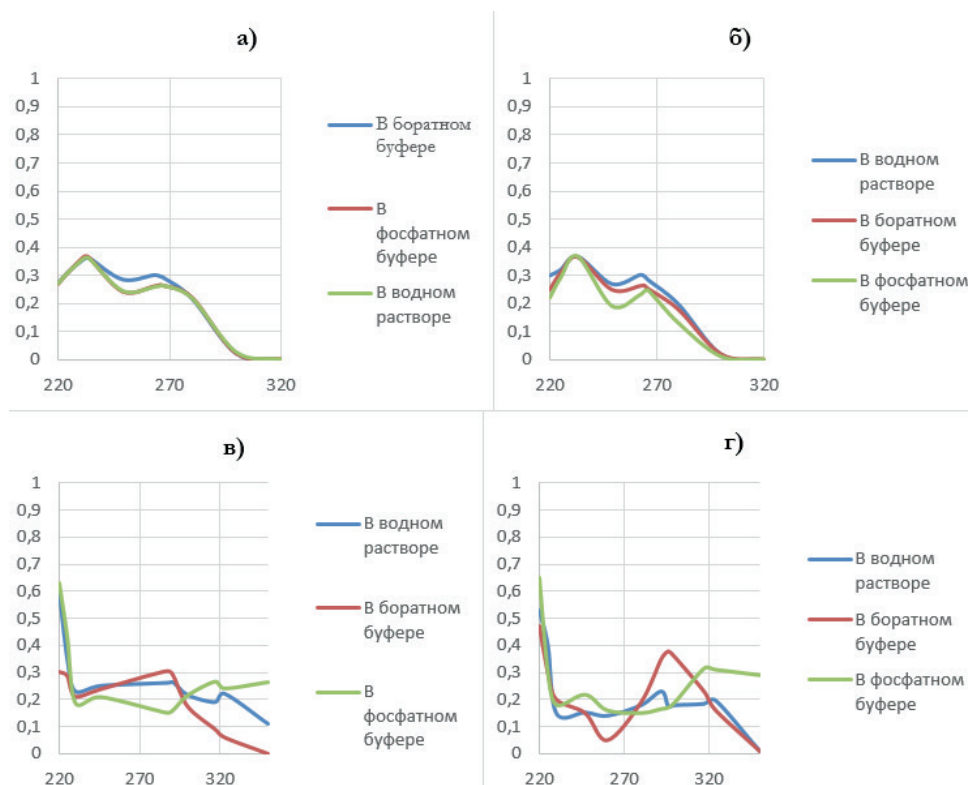 а)
1
0,9
0,8
0,7
0,6
0,5
0,4
0,3
0,2
0,1
0
220 270 320
В боратном
буфере
В
фосфатном
буфере
В водном
растворе
б)
1
0,9
0,8
0,7
0,6
0,5
0,4
0,3
0,2
0,1
0
220 270 320
В водном
растворе
В боратном
буфере
В фосфатном
буфере
в)
1
0,9
0,8
0,7
0,6
0,5
0,4
0,3
0,2
0,1
0
220 270 320
В водном
растворе
В боратном
буфере
В
фосфатном
буфере
г)
1
0,9
0,8
0,7
0,6
0,5
0,4
0,3
0,2
0,1
0
220 270 320
В водном
растворе
В боратном
буфере
В фосфатном
буфере